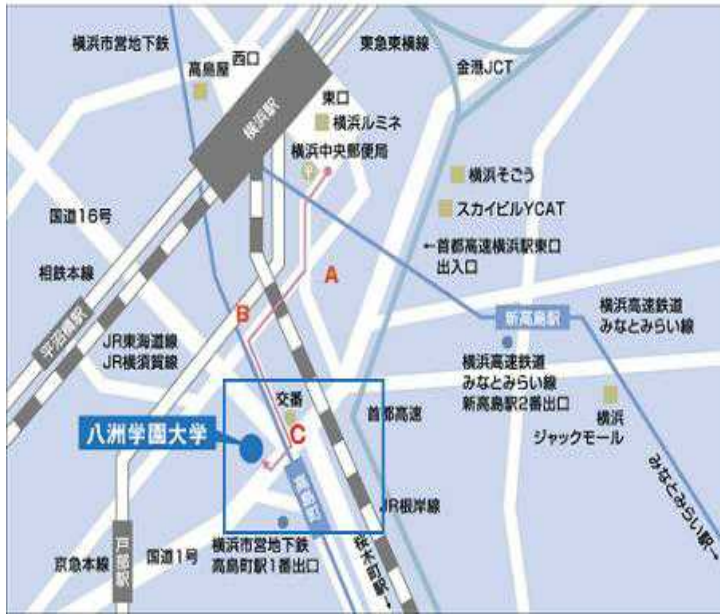 横浜市営地下鉄
東急東横線
金港JCT
高島屋
西口
東口
横浜駅
横浜ルミネ
横浜中央郵便局
〒
横浜そごう
スカイビルYCAT
国道16号
←首都高速横浜駅東口
出入口
A
相鉄本線
B
平沼橋駅
新高島駅
横浜高速鉄道
みなとみらい線
JR東海道線
JR横須賀線
横浜高速鉄道
みなとみらい線
新高島駅2番出口
交番
首都高速
横浜
ジャックモール
八洲学園大学
C
みなとみらい駅→
高島町駅
JR根岸線
桜木町駅→
京急本線
戸部駅
国道1号
横浜市営地下鉄
高島町駅1番出口